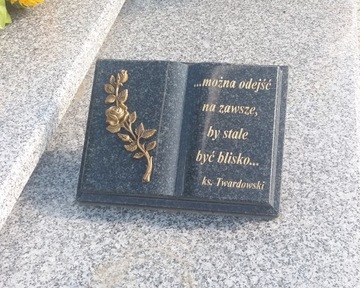 ...można odejść
na zawsze,
by stale
być blisko...
ks. Twardowski